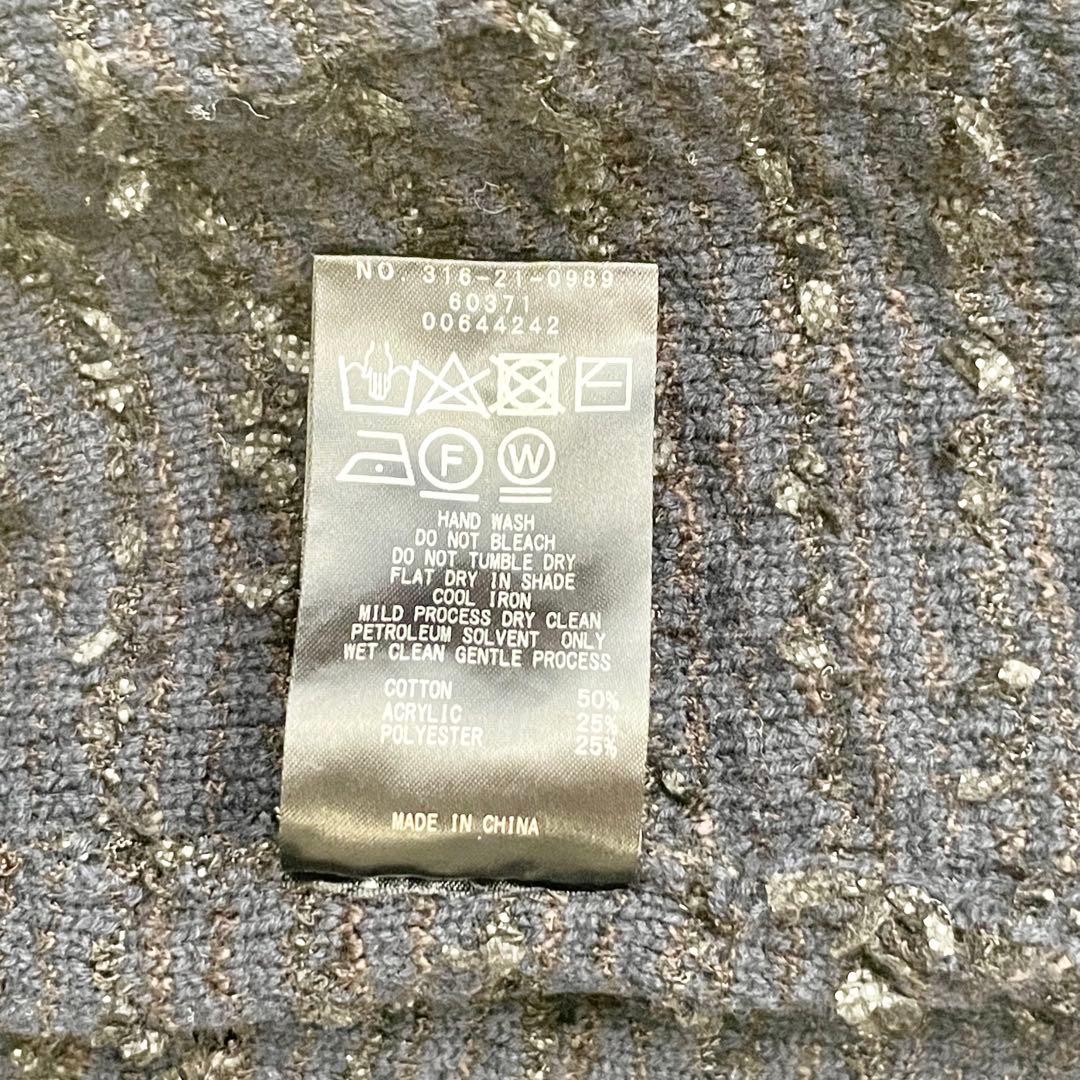 NO 316-21-0989
60371
00644242
F W
HAND WASH
DO NOT BLEACH
DO NOT TUMBLE DRY
FLAT DRY IN SHADE
COOL IRON
MILD PROCESS DRY CLEAN
PETROLEUM SOLVENT ONLY
WET CLEAN GENTLE PROCESS
COTTON 50%
ACRYLIC 25%
POLYESTER 25%
MADE IN CHINA